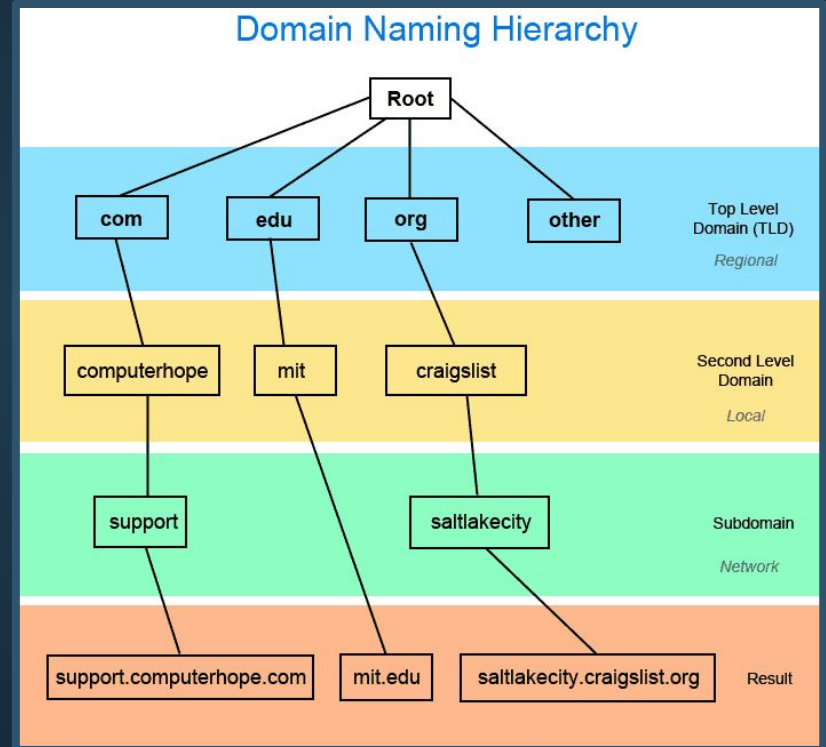 Domain Naming Hierarchy
Root
com
edu
org
other
Top Level
Domain (TLD)
Regional
computerhope
mit
craigslist
Second Level
Domain
Local
support
saltlakecity
Subdomain
Network
support.computerhope.com
mit.edu
saltlakecity.craigslist.org
Result